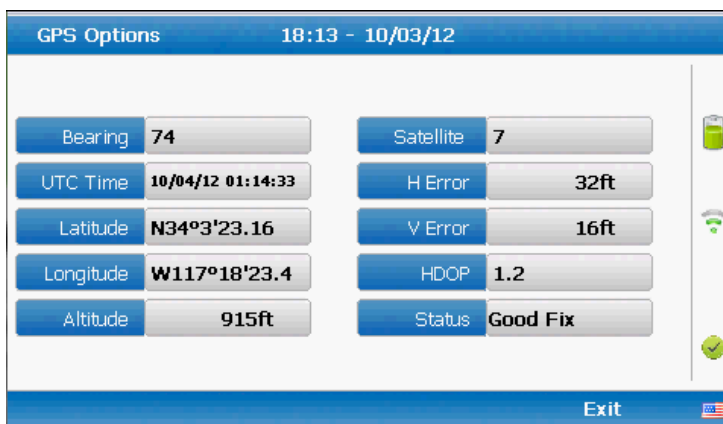 GPS Options 18:13 - 10/03/12
Bearing 74 Satellite 7
UTC Time 10/04/12 01:14:33 H Error 32ft
Latitude N34º3'23.16 V Error 16ft
Longitude W117º18'23.4 HDOP 1.2
Altitude 915ft Status Good Fix
Exit